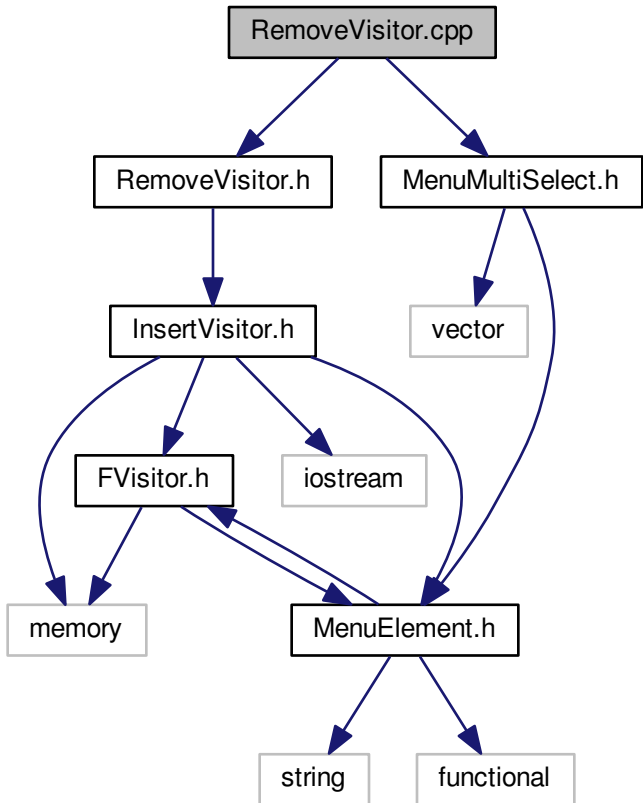 RemoveVisitor.cpp
RemoveVisitor.h
MenuMultiSelect.h
InsertVisitor.h
vector
FVisitor.h
iostream
memory
MenuElement.h
string
functional